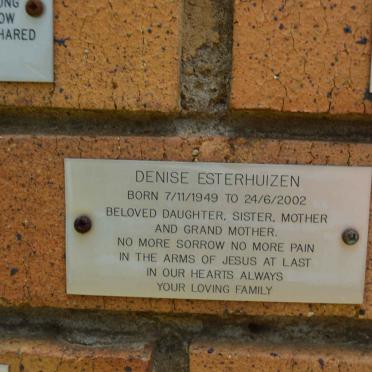 OW
SHARED
DENISE ESTERHUIZEN
BORN 7/11/1949 TO 24/6/2002
BELOVED DAUGHTER, SISTER, MOTHER
AND GRAND MOTHER.
NO MORE SORROW NO MORE PAIN
IN THE ARMS OF JESUS AT LAST
IN OUR HEARTS ALWAYS
YOUR LOVING FAMILY